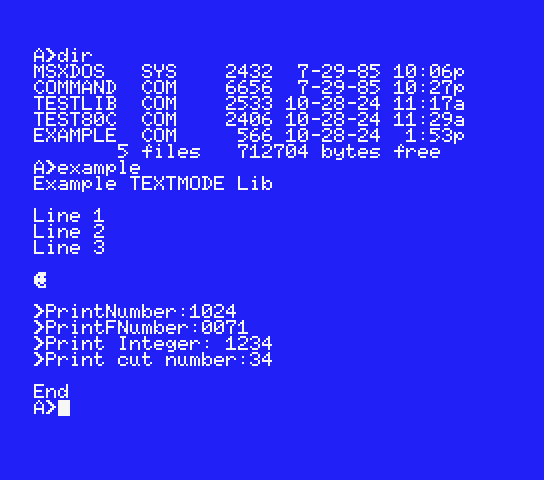 A>dir
MSXDOS   SYS    2432  7-29-85 10:06p
COMMAND  COM    6656  7-29-85 10:27p
TESTLIB  COM    2533 10-28-24 11:17a
TEST80C  COM    2406 10-28-24 11:29a
EXAMPLE  COM     566 10-28-24  1:53p
       5 files   712704 bytes free
A>example
Example TEXTMODE Lib
Line 1
Line 2
Line 3
>PrintNumber:1024
>PrintFNumber:0071
>Print Integer: 1234
>Print cut number:34
End
A>